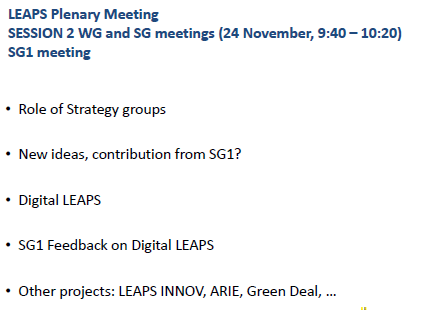 LEAPS Plenary Meeting
SESSION 2 WG and SG meetings (24 November, 9:40 – 10:20)
SG1 meeting
• Role of Strategy groups
• New ideas, contribution from SG1?
• Digital LEAPS
• SG1 Feedback on Digital LEAPS
• Other projects: LEAPS INNOV, ARIE, Green Deal, …